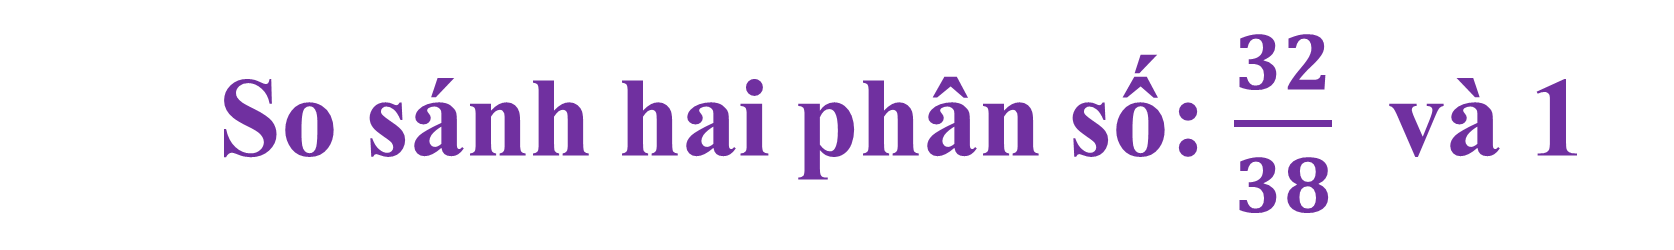 So sánh hai phân số: 32/38 và 1